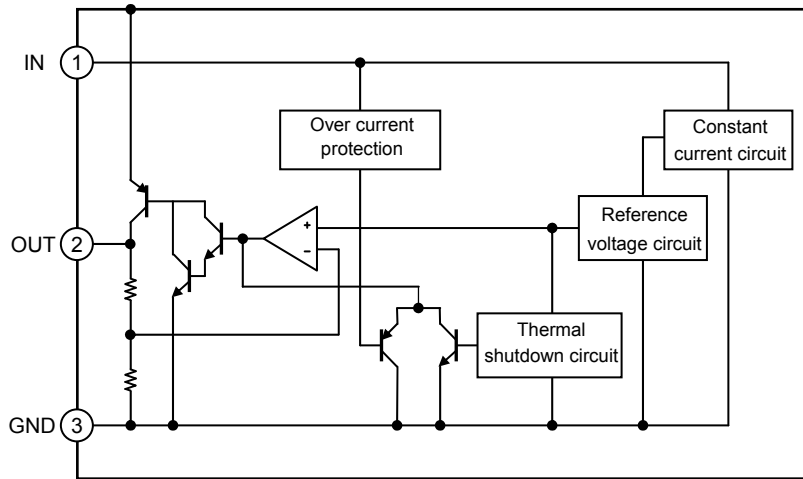 IN
1
Over current
protection
Constant
current circuit
Reference
voltage circuit
OUT
2
+
−
Thermal
shutdown circuit
GND
3